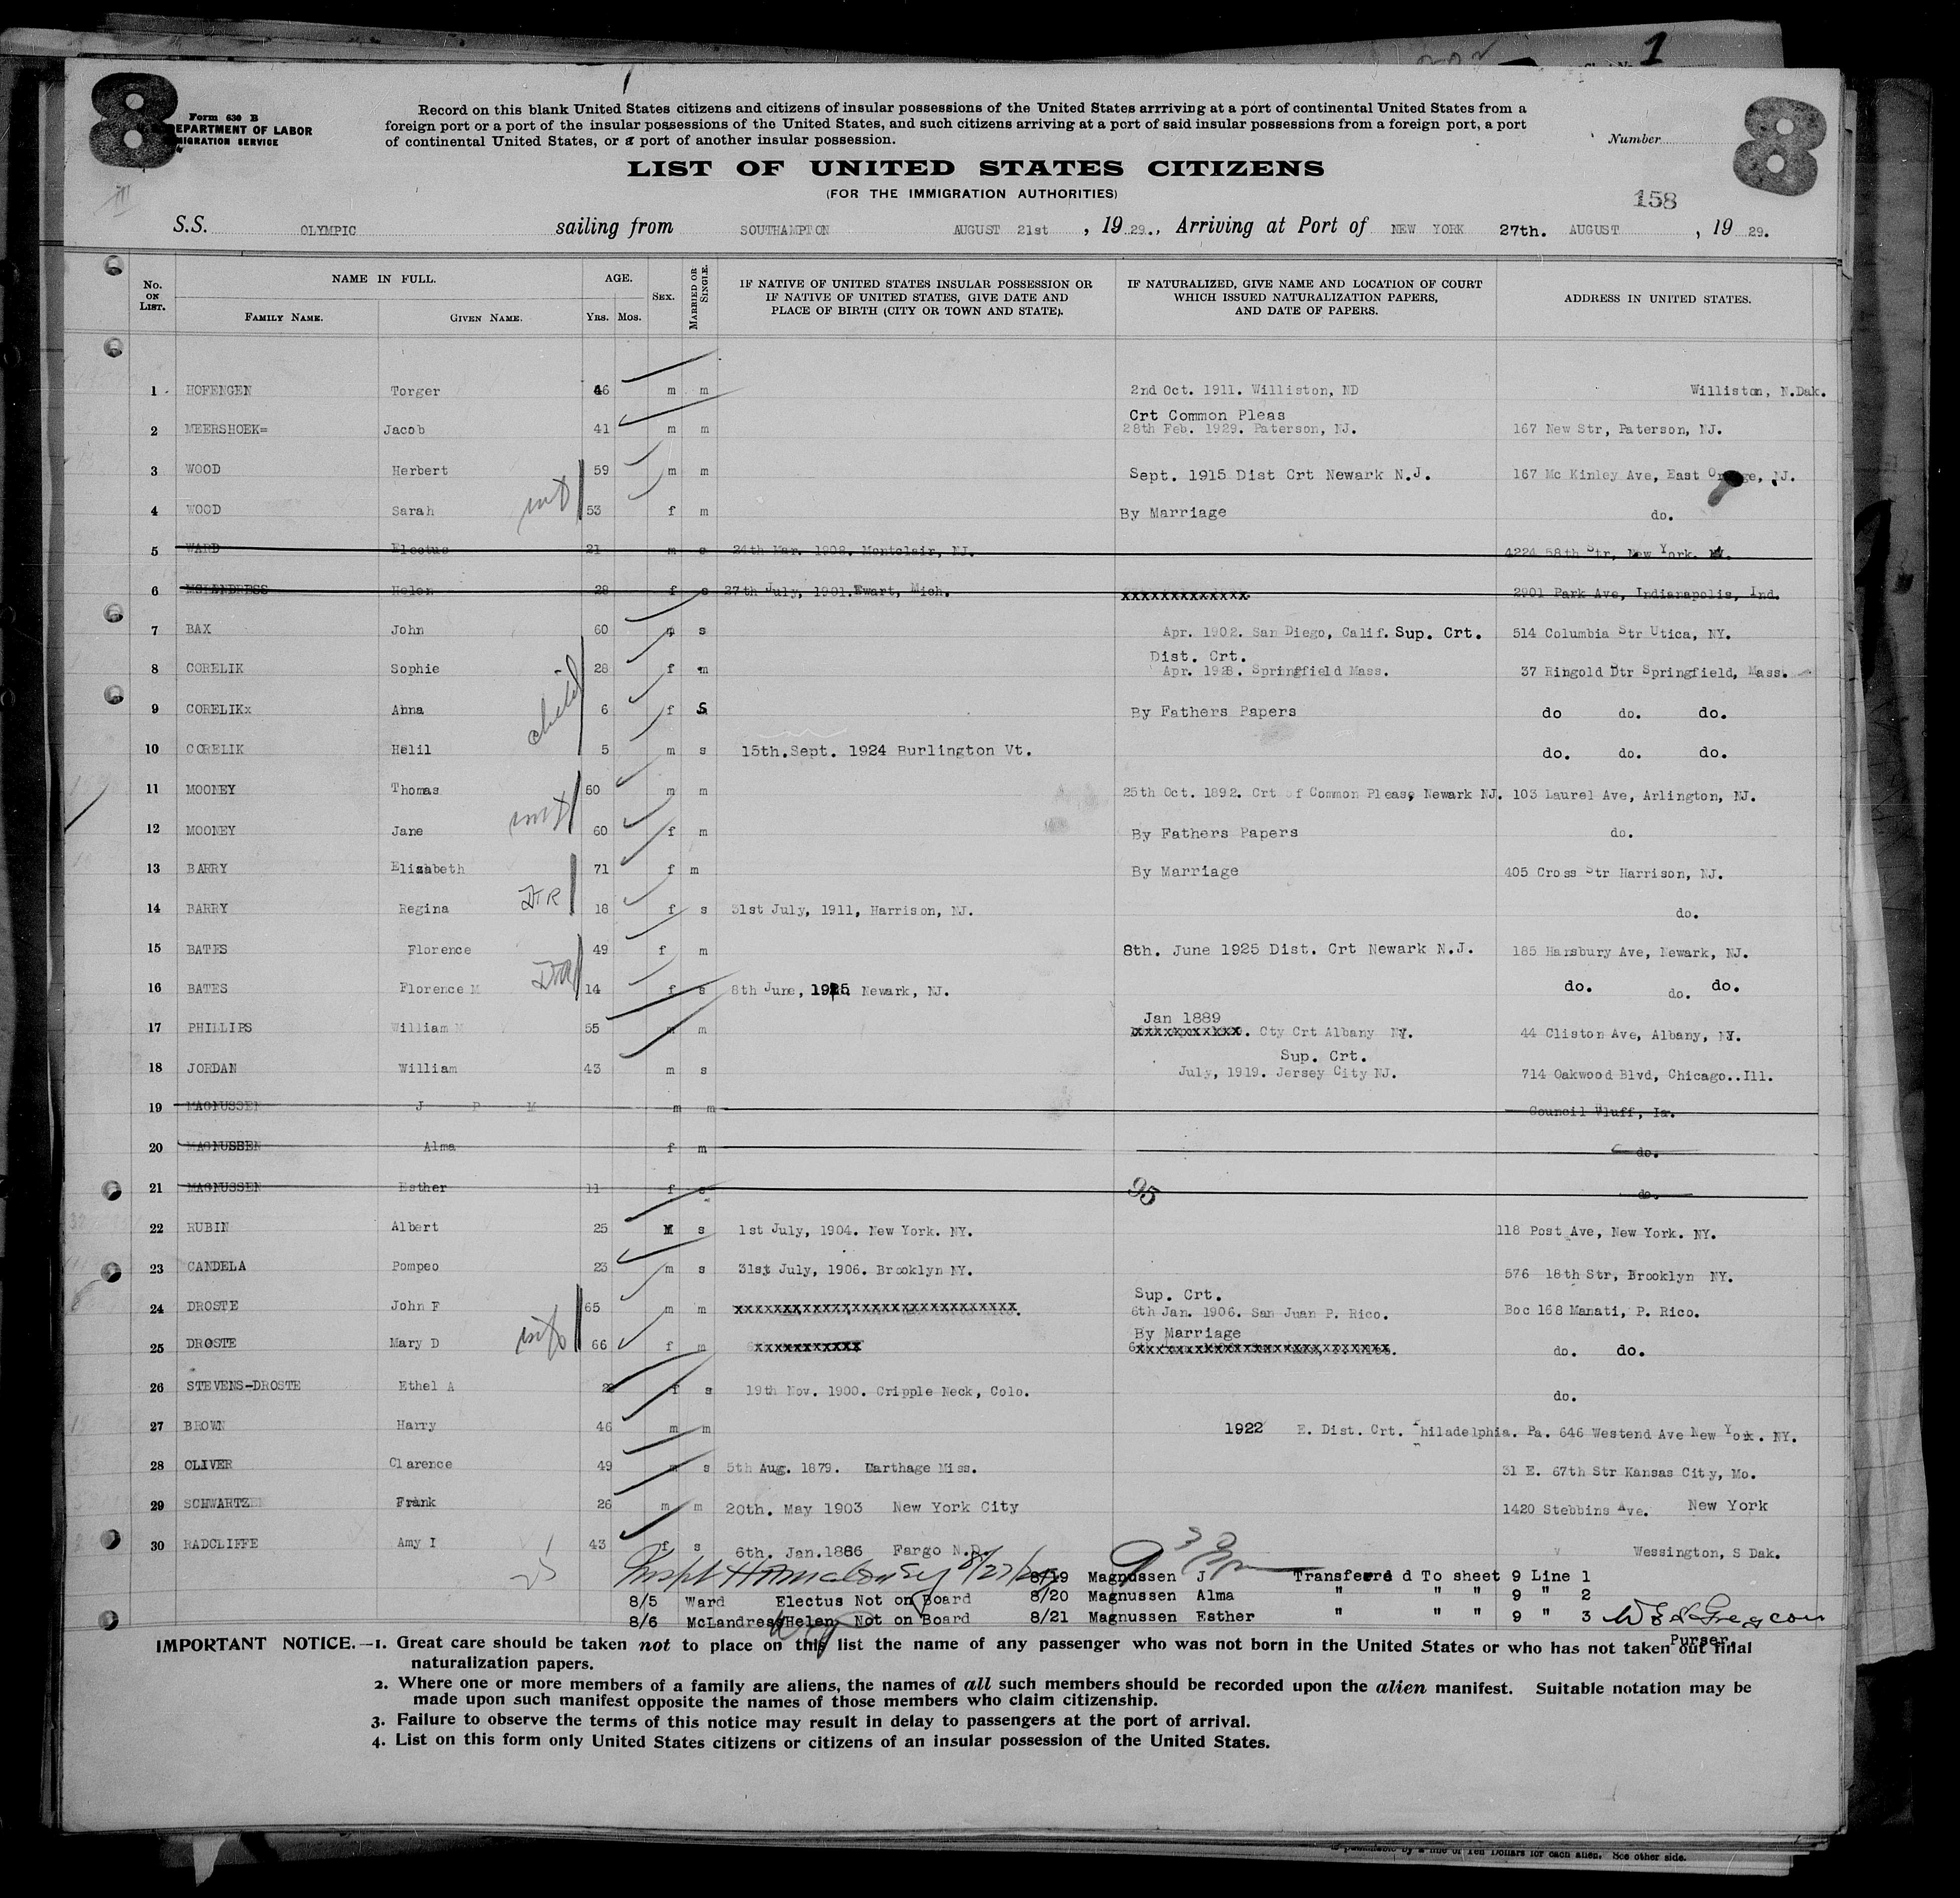 1
8
8
Form 630 B
DEPARTMENT OF LABOR
IMMIGRATION SERVICE
Record on this blank United States citizens and citizens of insular possessions of the United States arrriving at a port of continental United States from a
foreign port or a port of the insular possessions of the United States, and such citizens arriving at a port of said insular possessions from a foreign port, a port
of continental United States, or a port of another insular possession.
Number
LIST OF UNITED STATES CITIZENS
(FOR THE IMMIGRATION AUTHORITIES)
158
S.S. OLYMPIC sailing from SOUTHAMPTON AUGUST 21st , 19 29., Arriving at Port of NEW YORK 27th. AUGUST , 19 29.
No. ON LIST. NAME IN FULL. FAMILY NAME. GIVEN NAME. AGE. YRS. MOS. SEX. MARRIED OR SINGLE.
IF NATIVE OF UNITED STATES INSULAR POSSESSION OR IF NATIVE OF UNITED STATES, GIVE DATE AND PLACE OF BIRTH (CITY OR TOWN AND STATE).
IF NATURALIZED, GIVE NAME AND LOCATION OF COURT WHICH ISSUED NATURALIZATION PAPERS, AND DATE OF PAPERS.
ADDRESS IN UNITED STATES.
1 HOFENGEN Torger 46 m m 2nd Oct. 1911. Williston, ND Williston, N.Dak.
Crt Common Pleas
2 MEERSHOEK= Jacob 41 m m 28th Feb. 1929. Paterson, NJ. 167 New Str, Paterson, NJ.
3 WOOD Herbert 59 m m Sept. 1915 Dist Crt Newark N.J. 167 Mc Kinley Ave, East Orange, NJ.
4 WOOD Sarah 53 f m By Marriage do.
5 WARD Electus 21 m s 24th Mar. 1908. Montclair, NJ. 4224 58th Str, New York. NY.
6 Helen 28 f s 27th July, 1901. Ewart, Mich. xxxxxxxxxxxxx 2901 Park Ave, Indianapolis, Ind.
7 BAX John 60 m s Apr. 1902. San Diego, Calif. Sup. Crt. 514 Columbia Str Utica, NY.
Dist. Crt.
8 CORELIK Sophie 28 f m Apr. 1928. Springfield Mass. 37 Ringold Dtr Springfield, Mass.
9 CORELIKx Anna 6 f S By Fathers Papers do do. do.
child
10 CORELIK Helil 5 m s 15th.Sept. 1924 Burlington Vt. do. do. do.
11 MOONEY Thomas 60 m m 25th Oct. 1892. Crt of Common Pleas, Newark NJ. 103 Laurel Ave, Arlington, NJ.
12 MOONEY Jane 60 f m By Fathers Papers do.
13 BARRY Elizabeth 71 f m By Marriage 405 Cross Str Harrison, NJ.
14 BARRY Regina 18 f s 31st July, 1911, Harrison, NJ. do.
15 BATES Florence 49 f m 8th. June 1925 Dist. Crt Newark N.J. 185 Hansbury Ave, Newark, NJ.
16 BATES Florence M 14 f s 8th June, 1915 Newark, NJ. do. do. do.
Jan 1889
17 PHILLIPS William M 55 m m xxxxxxxxxxx. Cty Crt Albany NY. 44 Cliston Ave, Albany, NY.
Sup. Crt.
18 JORDAN William 43 m s July, 1919. Jersey City NJ. 714 Oakwood Blvd, Chicago..Ill.
19 MAGNUSSEN J P M m m Council Bluff, Ia.
20 MAGNUSSEN Alma f m do.
21 MAGNUSSEN Esther 11 f s 95 do.
22 RUBIN Albert 25 M s 1st July, 1904. New York. NY. 118 Post Ave, New York. NY.
23 CANDELA Pompeo 23 m s 31st July, 1906. Brooklyn NY. 576 18th Str, Brooklyn NY.
Sup. Crt.
24 DROSTE John F 65 m m xxxxxxxxxxxxxxxxxxxxxxxxxxxxx 6th Jan. 1906. San Juan P. Rico. Boc 168 Manati, P. Rico.
By Marriage
25 DROSTE Mary D 66 f m xxxxxxxxxxx xxxxxxxxxxxxxxxxxxxxxxxxxx do. do.
26 STEVENS-DROSTE Ethel A f s 19th Nov. 1900. Cripple Neck, Colo. do.
27 BROWN Harry 46 m m 1922 E. Dist. Crt. Philadelphia. Pa. 646 Westend Ave New York. NY.
28 OLIVER Clarence 49 m s 5th Aug. 1879. Carthage Miss. 31 E. 67th Str Kansas City, Mo.
29 SCHWARTZ Frank 26 m m 20th. May 1903 New York City 1420 Stebbins Ave. New York
30 RADCLIFFE Amy I 43 f s 6th. Jan.1886 Fargo N.D. Wessington, S Dak.
8/19 Magnussen J Transferred To sheet 9 Line 1
8/5 Ward Electus Not on Board 8/20 Magnussen Alma " " " 9 " 2
8/6 McLandress Helen Not on Board 8/21 Magnussen Esther " " " 9 " 3
Purser.
IMPORTANT NOTICE.—1. Great care should be taken not to place on this list the name of any passenger who was not born in the United States or who has not taken out final
naturalization papers.
2. Where one or more members of a family are aliens, the names of all such members should be recorded upon the alien manifest. Suitable notation may be
made upon such manifest opposite the names of those members who claim citizenship.
3. Failure to observe the terms of this notice may result in delay to passengers at the port of arrival.
4. List on this form only United States citizens or citizens of an insular possession of the United States.
by a fine of Ten Dollars for each alien. See other side.